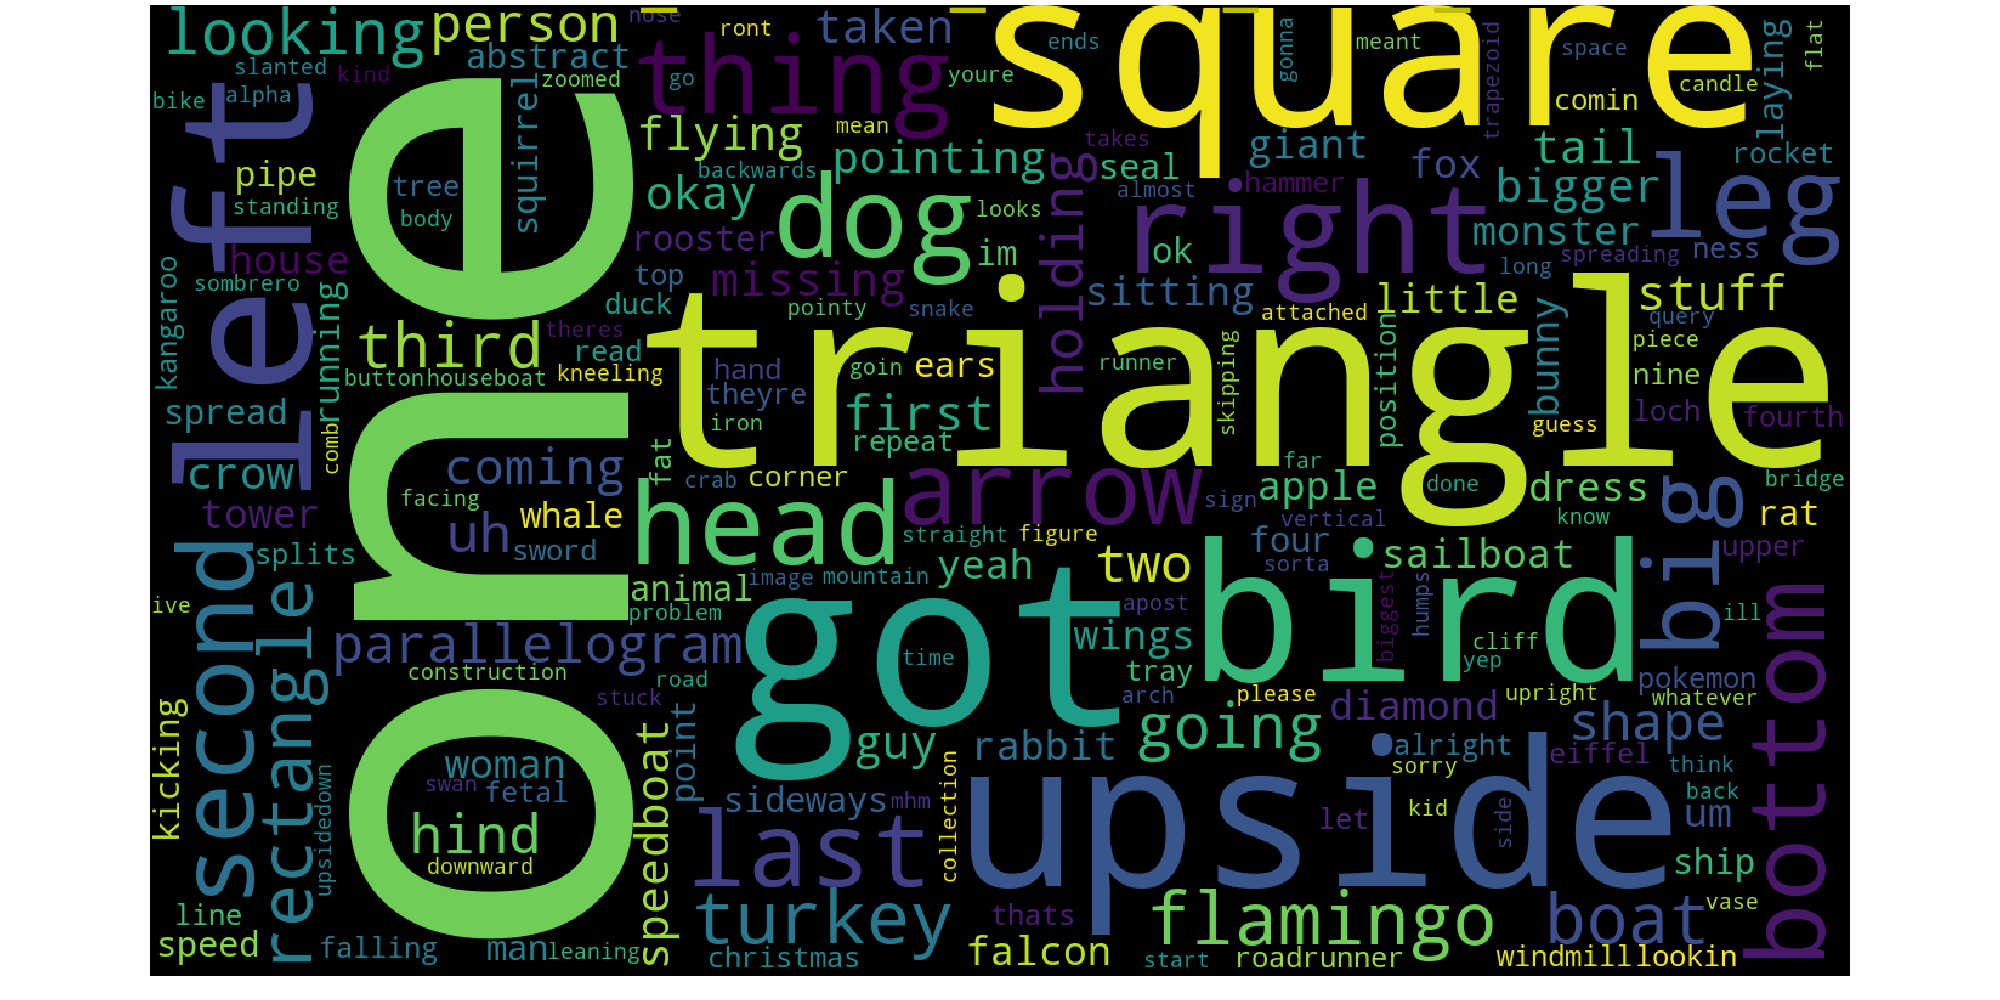 looking
person
nose
ront
taken
square
ends
gonna
meant
trapezoid
space
candle
laying
flat
slanted
kind
abstract
zoomed
thing
go
youre
comin
bike
alpha
left
one
squirrel
flying
mean
pointing
takes
giant
fox
tail
rocket
pipe
tree
backwards
seal
hammer
bigger
leg
standing
body
okay
dog
looks
holding
almost
right
monster
ness
house
rooster
im
ok
spreading
kangaroo
sombrero
running
top
missing
sitting
long
little
stuff
duck
pointy
snake
attached
query
third
theres
triangle
bunny
piece
buttonhouseboat
read
kneeling
hand
theyre
goin
ears
runner
skipping
position
nine
spread
comb
iron
first
guess
loch
fourth
repeat
crow
coming
fat
crab
corner
arrow
far
apple
done
dress
big
bridge
facing
head
sign
rat
tower
uh
whale
straight
figure
vertical
know
second
splits
sword
yeah
two
four
sailboat
upper
rectangle
animal
image
mountain
sorta
ive
problem
got
apost
bird
humps
biggest
ill
bottom
parallelogram
wings
cliff
time
yep
construction
road
tray
pokemon
stuck
arch
please
upright
whatever
kicking
speedboat
point
guy
rabbit
going
diamond
shape
woman
alright
eiffel
upsidedown
swan
fetal
sideways
mhm
collection
upside
sorry
think
back
hind
last
let
kid
side
um
downward
ship
line
turkey
thats
flamingo
boat
vase
speed
falling
man
leaning
christmas
falcon
start
roadrunner
windmill
lookin